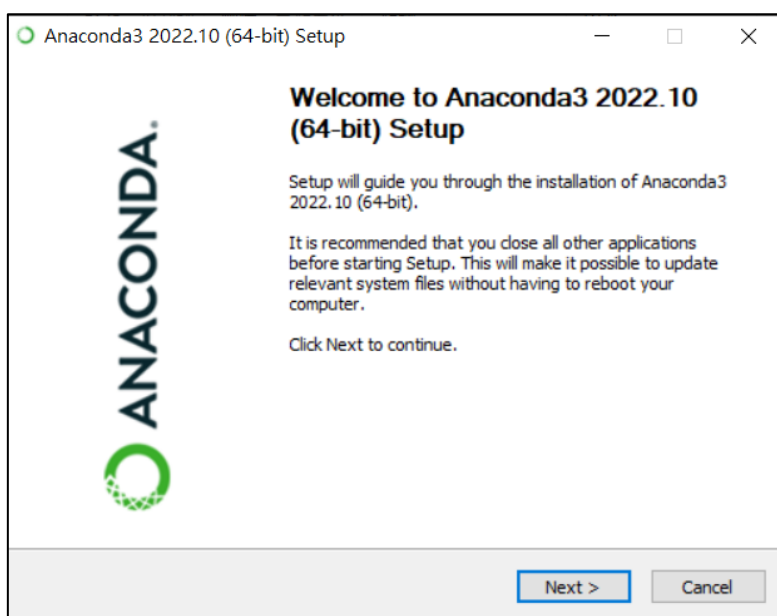 Anaconda3 2022.10 (64-bit) Setup
Welcome to Anaconda3 2022.10
(64-bit) Setup
Setup will guide you through the installation of Anaconda3
2022.10 (64-bit).
It is recommended that you close all other applications
before starting Setup. This will make it possible to update
relevant system files without having to reboot your
computer.
Click Next to continue.
ANACONDA.
Next >
Cancel